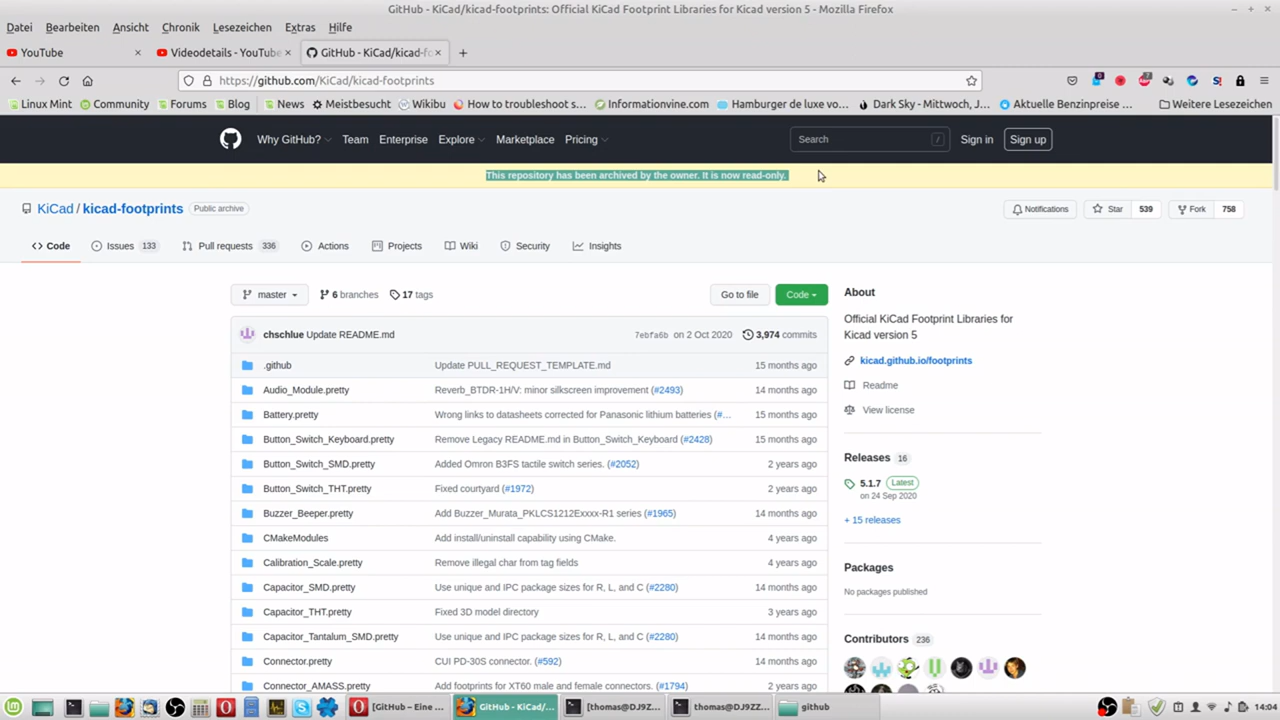 GitHub - KiCad/kicad-footprints: Official KiCad Footprint Libraries for Kicad version 5 - Mozilla Firefox
Datei Bearbeiten Ansicht Chronik Lesezeichen Extras Hilfe
YouTube × Videodetails - YouTube × GitHub - KiCad/kicad-fo × +
https://github.com/KiCad/kicad-footprints
Linux Mint Community Forums Blog News Meistbesucht Wikibu How to troubleshoot s... Informationvine.com Hamburger de luxe vo... Dark Sky - Mittwoch, J... Aktuelle Benzinpreise ... Weitere Lesezeichen
Why GitHub? Team Enterprise Explore Marketplace Pricing Search / Sign in Sign up
This repository has been archived by the owner. It is now read-only.
KiCad / kicad-footprints Public archive Notifications Star 539 Fork 758
<> Code Issues 133 Pull requests 336 Actions Projects Wiki Security Insights
master 6 branches 17 tags Go to file Code
chschlue Update README.md 7ebfa6b on 2 Oct 2020 3,974 commits
.github Update PULL_REQUEST_TEMPLATE.md 15 months ago
Audio_Module.pretty Reverb_BTDR-1H/V: minor silkscreen improvement (#2493) 14 months ago
Battery.pretty Wrong links to datasheets corrected for Panasonic lithium batteries (#... 15 months ago
Button_Switch_Keyboard.pretty Remove Legacy README.md in Button_Switch_Keyboard (#2428) 15 months ago
Button_Switch_SMD.pretty Added Omron B3FS tactile switch series. (#2052) 2 years ago
Button_Switch_THT.pretty Fixed courtyard (#1972) 2 years ago
Buzzer_Beeper.pretty Add Buzzer_Murata_PKLCS1212Exxxx-R1 series (#1965) 14 months ago
CMakeModules Add install/uninstall capability using CMake. 4 years ago
Calibration_Scale.pretty Remove illegal char from tag fields 4 years ago
Capacitor_SMD.pretty Use unique and IPC package sizes for R, L, and C (#2280) 14 months ago
Capacitor_THT.pretty Fixed 3D model directory 3 years ago
Capacitor_Tantalum_SMD.pretty Use unique and IPC package sizes for R, L, and C (#2280) 14 months ago
Connector.pretty CUI PD-30S connector. (#592) 14 months ago
Connector_AMASS.pretty Add footprints for XT60 male and female connectors. (#1794) 2 years ago
About
Official KiCad Footprint Libraries for
Kicad version 5
kicad.github.io/footprints
Readme
View license
Releases 16
5.1.7 Latest
on 24 Sep 2020
+ 15 releases
Packages
No packages published
Contributors 236
[GitHub – Eine ... GitHub - KiCad/... [thomas@DJ9Z... thomas@DJ9ZZ... github 14:04